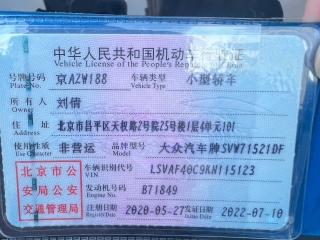 中华人民共和国机动车行驶证
Vehicle License of the People's Republic of China
号牌号码 京AZW188 车辆类型 小型轿车
Plate No. Vehicle Type
所有人 刘倩
Owner
住址 北京市昌平区天权路2号院25号楼1层4单元101
Address
使用性质 非营运 品牌型号 大众汽车牌SVW71521DF
Use Character Model
北京市公安局公安交通管理局
车辆识别代号 LSVAF40C9KN115123
VIN
发动机号码 B71849
Engine No.
注册日期 2020-05-27 发证日期 2022-07-10
Register Date Issue Date